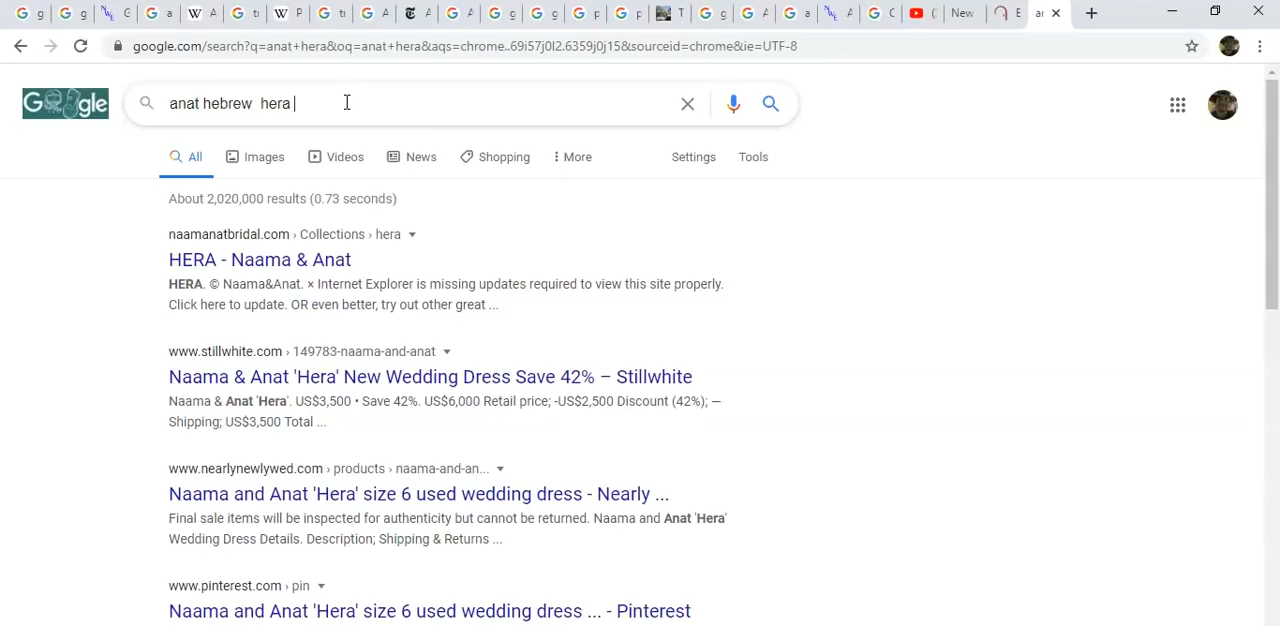 g
g
G
a
A
tr
P
tr
A
A
A
g
g
p
p
T
g
A
a
A
C
(
New
E
ar
google.com/search?q=anat+hera&oq=anat+hera&aqs=chrome..69i57j0l2.6359j0j15&sourceid=chrome&ie=UTF-8
Google
anat hebrew  hera
All
Images
Videos
News
Shopping
More
Settings
Tools
About 2,020,000 results (0.73 seconds)
naamanatbridal.com › Collections › hera
HERA - Naama & Anat
HERA. © Naama&Anat. × Internet Explorer is missing updates required to view this site properly.
Click here to update. OR even better, try out other great ...
www.stillwhite.com › 149783-naama-and-anat
Naama & Anat 'Hera' New Wedding Dress Save 42% – Stillwhite
Naama & Anat 'Hera'. US$3,500 • Save 42%. US$6,000 Retail price; -US$2,500 Discount (42%); —
Shipping; US$3,500 Total ...
www.nearlynewlywed.com › products › naama-and-an...
Naama and Anat 'Hera' size 6 used wedding dress - Nearly ...
Final sale items will be inspected for authenticity but cannot be returned. Naama and Anat 'Hera'
Wedding Dress Details. Description; Shipping & Returns ...
www.pinterest.com › pin
Naama and Anat 'Hera' size 6 used wedding dress ... - Pinterest